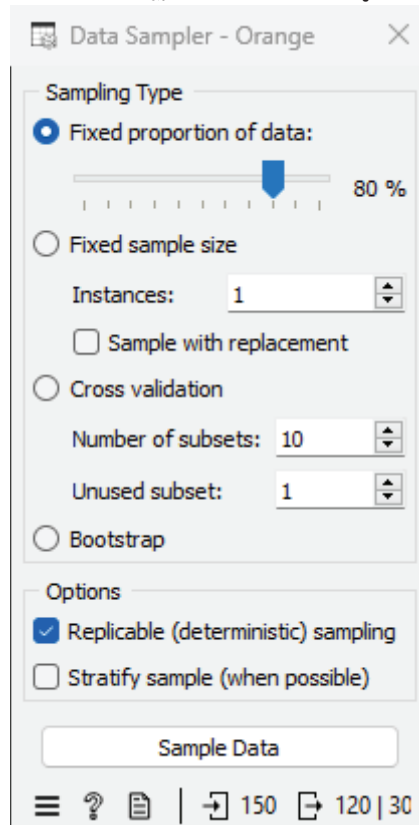 Data Sampler - Orange
Sampling Type
Fixed proportion of data:
80 %
Fixed sample size
Instances: 1
Sample with replacement
Cross validation
Number of subsets: 10
Unused subset: 1
Bootstrap
Options
Replicable (deterministic) sampling
Stratify sample (when possible)
Sample Data
150 120 | 30